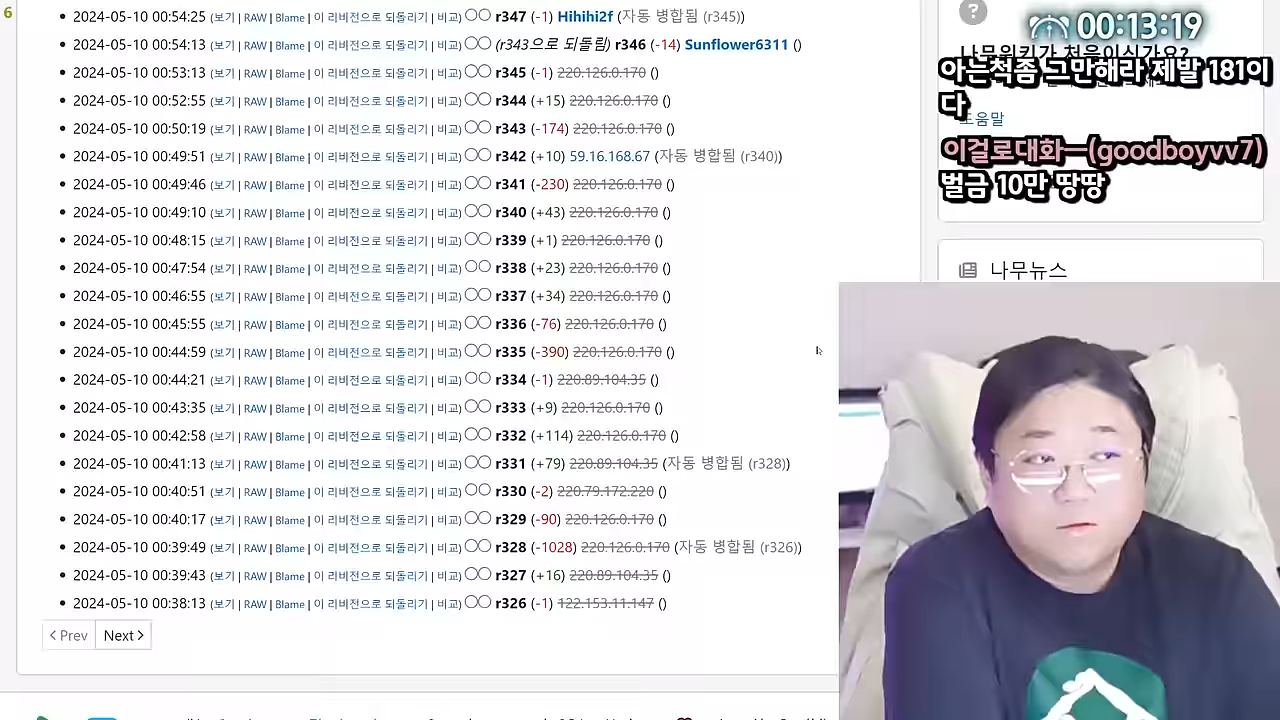 6
2024-05-10 00:54:25 (보기 | RAW | Blame | 이 리비전으로 되돌리기 | 비교) ○○ r347 (-1) Hihihi2f (자동 병합됨 (r345))
2024-05-10 00:54:13 (보기 | RAW | Blame | 이 리비전으로 되돌리기 | 비교) ○○ (r343으로 되돌림) r346 (-14) Sunflower6311 ()
2024-05-10 00:53:13 (보기 | RAW | Blame | 이 리비전으로 되돌리기 | 비교) ○○ r345 (-1) 220.126.0.170 ()
2024-05-10 00:52:55 (보기 | RAW | Blame | 이 리비전으로 되돌리기 | 비교) ○○ r344 (+15) 220.126.0.170 ()
2024-05-10 00:50:19 (보기 | RAW | Blame | 이 리비전으로 되돌리기 | 비교) ○○ r343 (-174) 220.126.0.170 ()
2024-05-10 00:49:51 (보기 | RAW | Blame | 이 리비전으로 되돌리기 | 비교) ○○ r342 (+10) 59.16.168.67 (자동 병합됨 (r340))
2024-05-10 00:49:46 (보기 | RAW | Blame | 이 리비전으로 되돌리기 | 비교) ○○ r341 (-230) 220.126.0.170 ()
2024-05-10 00:49:10 (보기 | RAW | Blame | 이 리비전으로 되돌리기 | 비교) ○○ r340 (+43) 220.126.0.170 ()
2024-05-10 00:48:15 (보기 | RAW | Blame | 이 리비전으로 되돌리기 | 비교) ○○ r339 (+1) 220.126.0.170 ()
2024-05-10 00:47:54 (보기 | RAW | Blame | 이 리비전으로 되돌리기 | 비교) ○○ r338 (+23) 220.126.0.170 ()
2024-05-10 00:46:55 (보기 | RAW | Blame | 이 리비전으로 되돌리기 | 비교) ○○ r337 (+34) 220.126.0.170 ()
2024-05-10 00:45:55 (보기 | RAW | Blame | 이 리비전으로 되돌리기 | 비교) ○○ r336 (-76) 220.126.0.170 ()
2024-05-10 00:44:59 (보기 | RAW | Blame | 이 리비전으로 되돌리기 | 비교) ○○ r335 (-390) 220.126.0.170 ()
2024-05-10 00:44:21 (보기 | RAW | Blame | 이 리비전으로 되돌리기 | 비교) ○○ r334 (-1) 220.89.104.35 ()
2024-05-10 00:43:35 (보기 | RAW | Blame | 이 리비전으로 되돌리기 | 비교) ○○ r333 (+9) 220.126.0.170 ()
2024-05-10 00:42:58 (보기 | RAW | Blame | 이 리비전으로 되돌리기 | 비교) ○○ r332 (+114) 220.126.0.170 ()
2024-05-10 00:41:13 (보기 | RAW | Blame | 이 리비전으로 되돌리기 | 비교) ○○ r331 (+79) 220.89.104.35 (자동 병합됨 (r328))
2024-05-10 00:40:51 (보기 | RAW | Blame | 이 리비전으로 되돌리기 | 비교) ○○ r330 (-2) 220.79.172.220 ()
2024-05-10 00:40:17 (보기 | RAW | Blame | 이 리비전으로 되돌리기 | 비교) ○○ r329 (-90) 220.126.0.170 ()
2024-05-10 00:39:49 (보기 | RAW | Blame | 이 리비전으로 되돌리기 | 비교) ○○ r328 (-1028) 220.126.0.170 (자동 병합됨 (r326))
2024-05-10 00:39:43 (보기 | RAW | Blame | 이 리비전으로 되돌리기 | 비교) ○○ r327 (+16) 220.89.104.35 ()
2024-05-10 00:38:13 (보기 | RAW | Blame | 이 리비전으로 되돌리기 | 비교) ○○ r326 (-1) 122.153.11.147 ()
< Prev Next >
?
00:13:19
나무위키가 처음이신가요?
아는척좀 그만해라 제발 181이
다
도움말
이걸로대화—(goodboyvv7)
벌금 10만 땅땅
나무뉴스